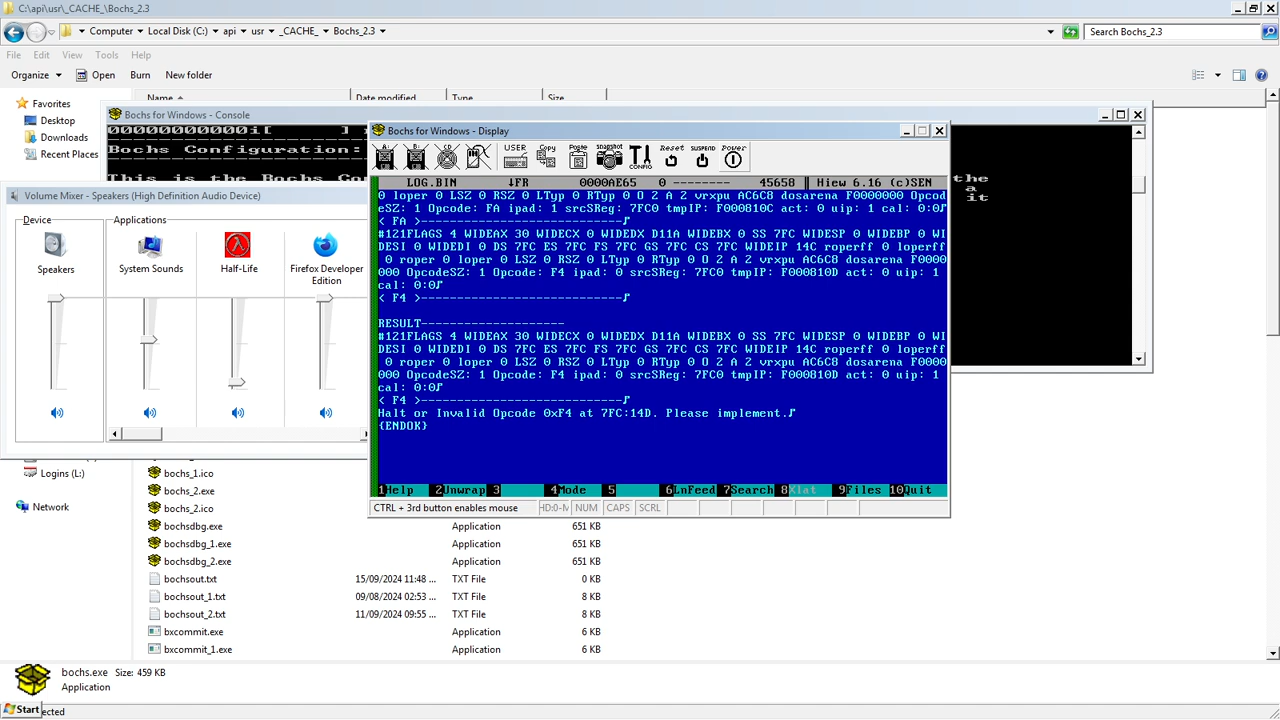 C:\api\usr\_CACHE_\Bochs_2.3
Computer Local Disk (C:) api usr _CACHE_ Bochs_2.3
Search Bochs_2.3
File Edit View Tools Help
Organize Open Burn New folder
Name Date modified Type Size
Favorites
Desktop
Downloads
Recent Places
Bochs for Windows - Console
00000000000i[ ]
Bochs Configuration:
This is the Bochs Co
the
a
it
Volume Mixer - Speakers (High Definition Audio Device)
Device Applications
Speakers System Sounds Half-Life Firefox Developer
Edition
Bochs for Windows - Display
USER Copy Paste Snapshot CONFIG Reset SUSPEND Power
LOG.BIN ↓FR 0000AE65 0 -------- 45658 ║ Hiew 6.16 (c)SEN
0 loper 0 LSZ 0 RSZ 0 LTyp 0 RTyp 0 O 2 A 2 vrxpu AC6C8 dosarena F0000000 Opcod
eSZ: 1 Opcode: FA ipad: 1 srcSReg: 7FC0 tmpIP: F000810C act: 0 uip: 1 cal: 0:0♪
< FA >----------------------------♪
#121FLAGS 4 WIDEAX 30 WIDECX 0 WIDEDX D11A WIDEBX 0 SS 7FC WIDESP 0 WIDEBP 0 WI
DESI 0 WIDEDI 0 DS 7FC ES 7FC FS 7FC GS 7FC CS 7FC WIDEIP 14C roperff 0 loperff
0 roper 0 loper 0 LSZ 0 RSZ 0 LTyp 0 RTyp 0 O 2 A 2 vrxpu AC6C8 dosarena F0000
000 OpcodeSZ: 1 Opcode: F4 ipad: 0 srcSReg: 7FC0 tmpIP: F000810D act: 0 uip: 1
cal: 0:0♪
< F4 >----------------------------♪
RESULT--------------------
#121FLAGS 4 WIDEAX 30 WIDECX 0 WIDEDX D11A WIDEBX 0 SS 7FC WIDESP 0 WIDEBP 0 WI
DESI 0 WIDEDI 0 DS 7FC ES 7FC FS 7FC GS 7FC CS 7FC WIDEIP 14C roperff 0 loperff
0 roper 0 loper 0 LSZ 0 RSZ 0 LTyp 0 RTyp 0 O 2 A 2 vrxpu AC6C8 dosarena F0000
000 OpcodeSZ: 1 Opcode: F4 ipad: 0 srcSReg: 7FC0 tmpIP: F000810D act: 0 uip: 1
cal: 0:0♪
< F4 >----------------------------♪
Halt or Invalid Opcode 0xF4 at 7FC:14D. Please implement.♪
{ENDOK}
1Help 2Unwrap 3 4Mode 5 6LnFeed 7Search 8Xlat 9Files 10Quit
CTRL + 3rd button enables mouse HD:0-M NUM CAPS SCRL
Logins (L:)
Network
bochs_1.ico
bochs_2.exe
bochs_2.ico
bochsdbg.exe Application 651 KB
bochsdbg_1.exe Application 651 KB
bochsdbg_2.exe Application 651 KB
bochsout.txt 15/09/2024 11:48 ... TXT File 0 KB
bochsout_1.txt 09/08/2024 02:53 ... TXT File 8 KB
bochsout_2.txt 11/09/2024 09:55 ... TXT File 8 KB
bxcommit.exe Application 6 KB
bxcommit_1.exe Application 6 KB
bochs.exe Size: 459 KB
Application
Start ected